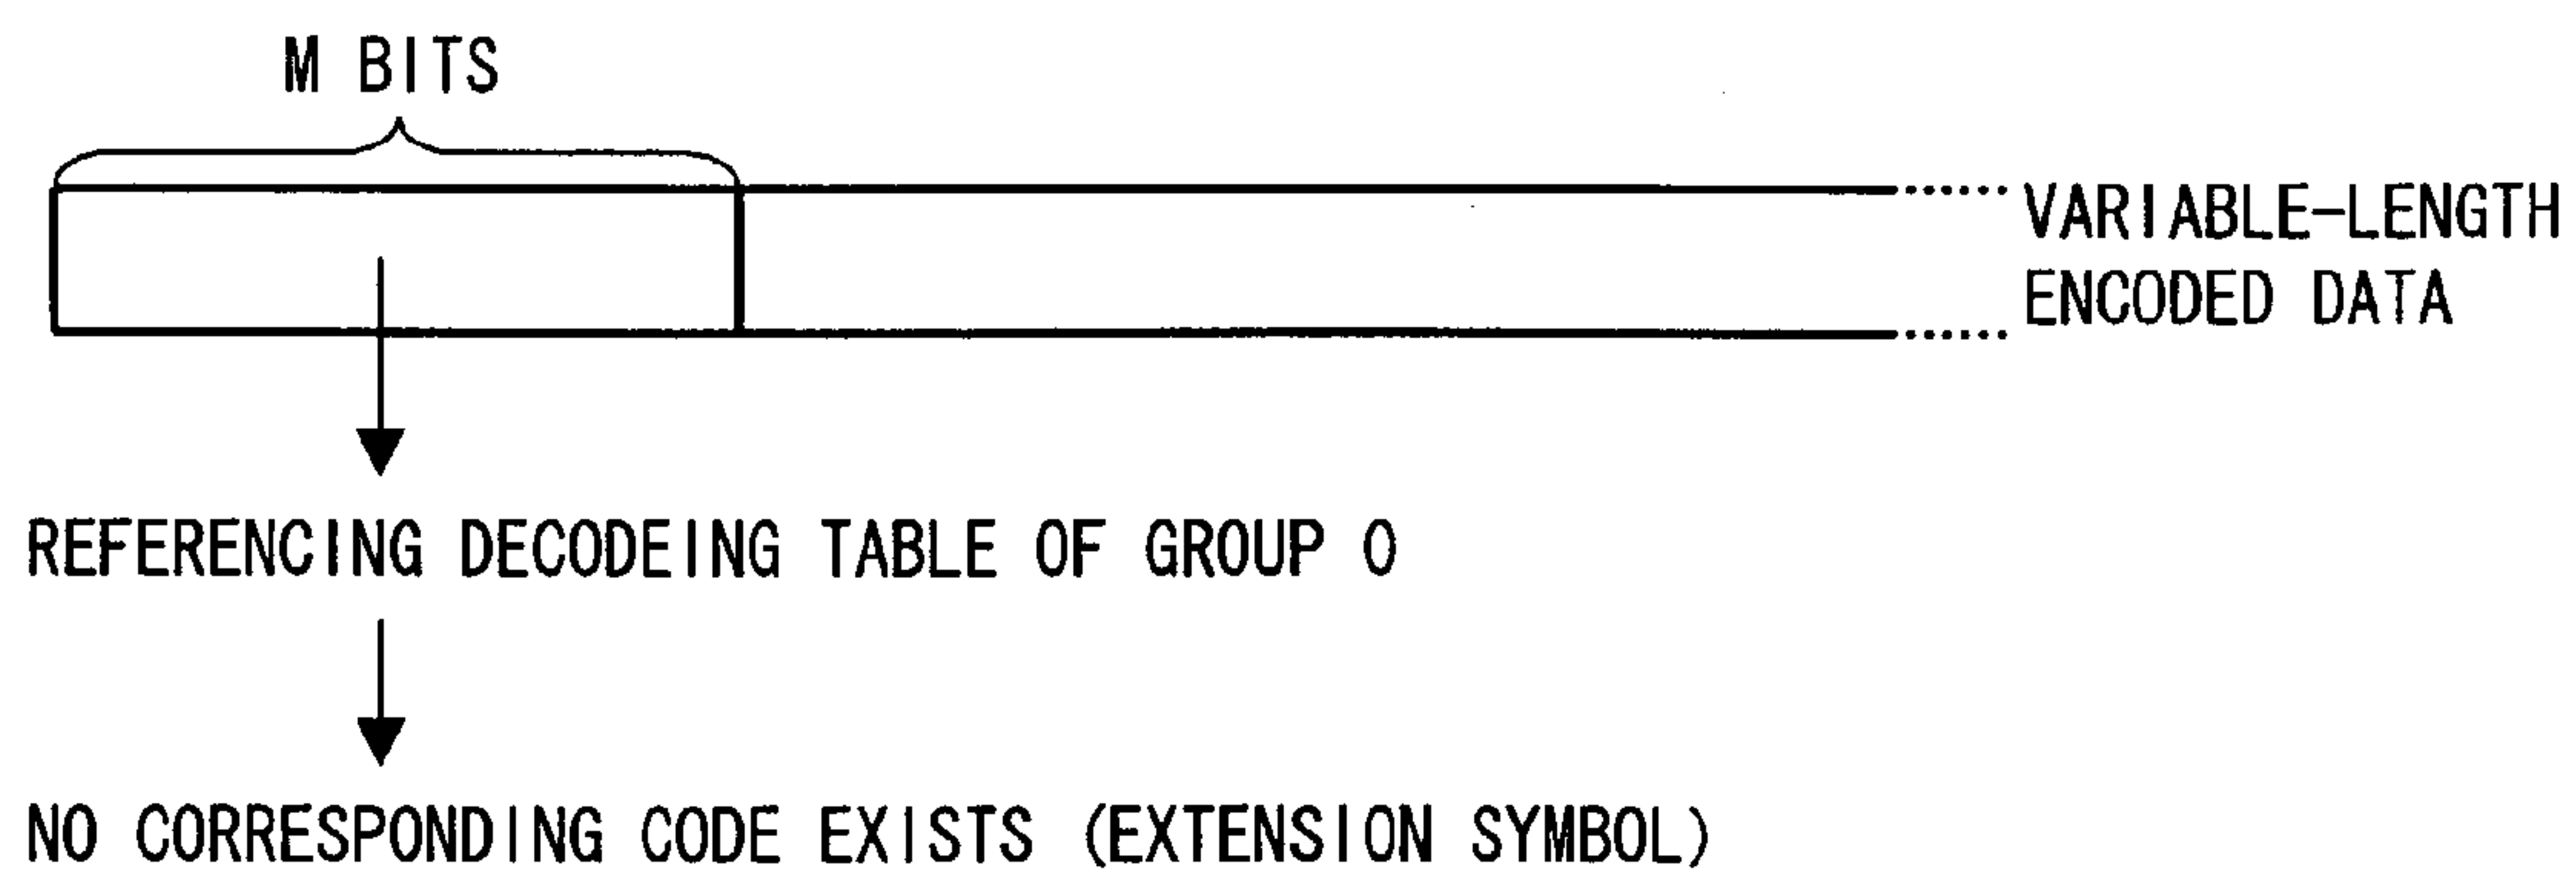 M BITS
VARIABLE-LENGTH
ENCODED DATA
REFERENCING DECODEING TABLE OF GROUP 0
NO CORRESPONDING CODE EXISTS (EXTENSION SYMBOL)